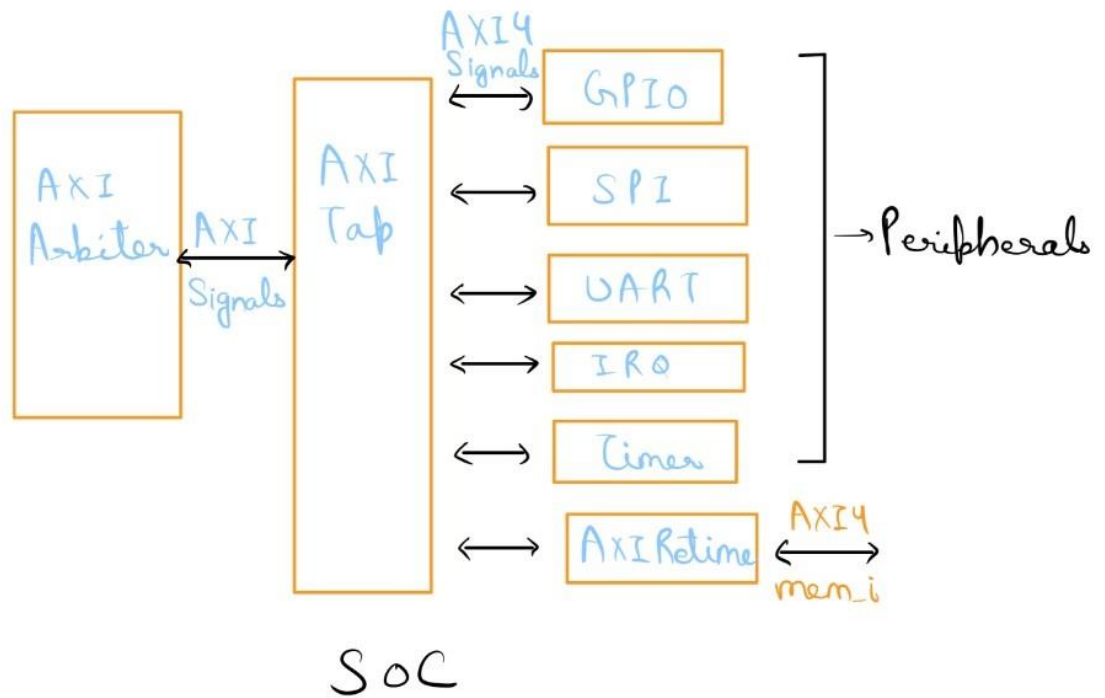 AXI
Arbiter
AXI
Signals
AXI
Tap
AXI4
Signals
GPIO
SPI
UART
IRQ
Timer
AXIRetime
Peripherals
AXI4
mem_i
SoC